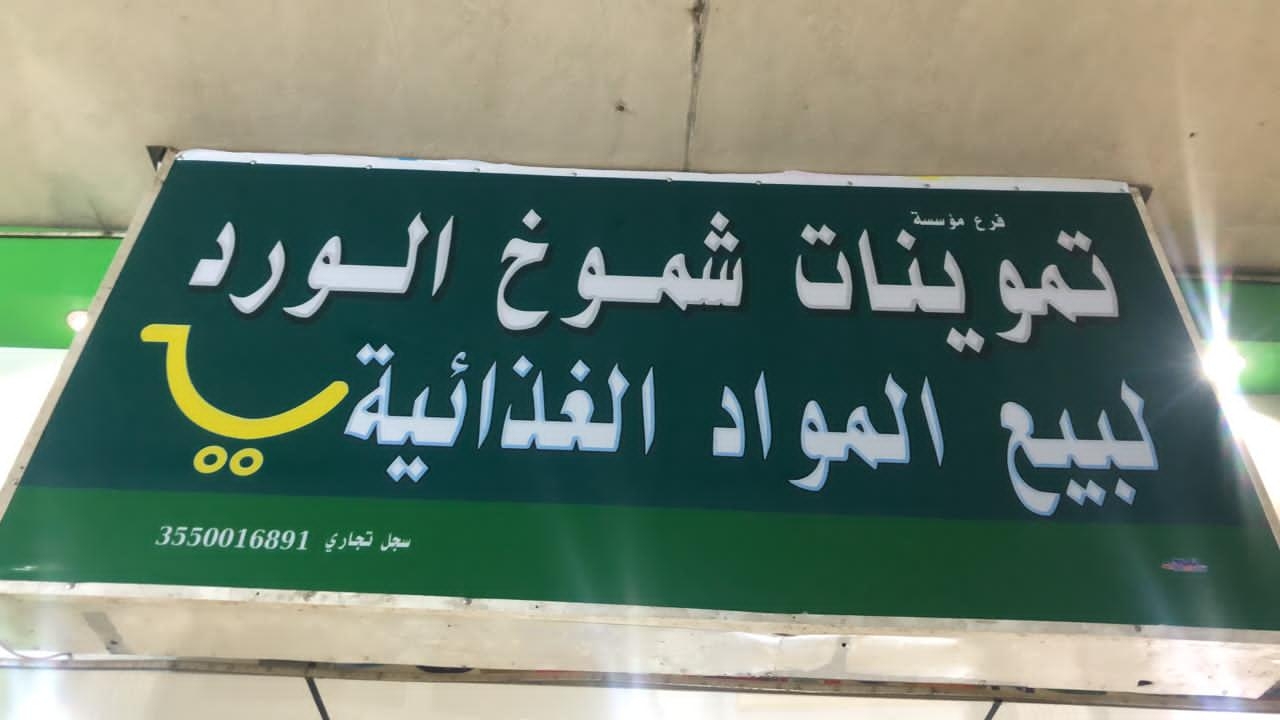 فرع مؤسسة
تموينات شموخ الورد
لبيع المواد الغذائية
سجل تجاري 3550016891